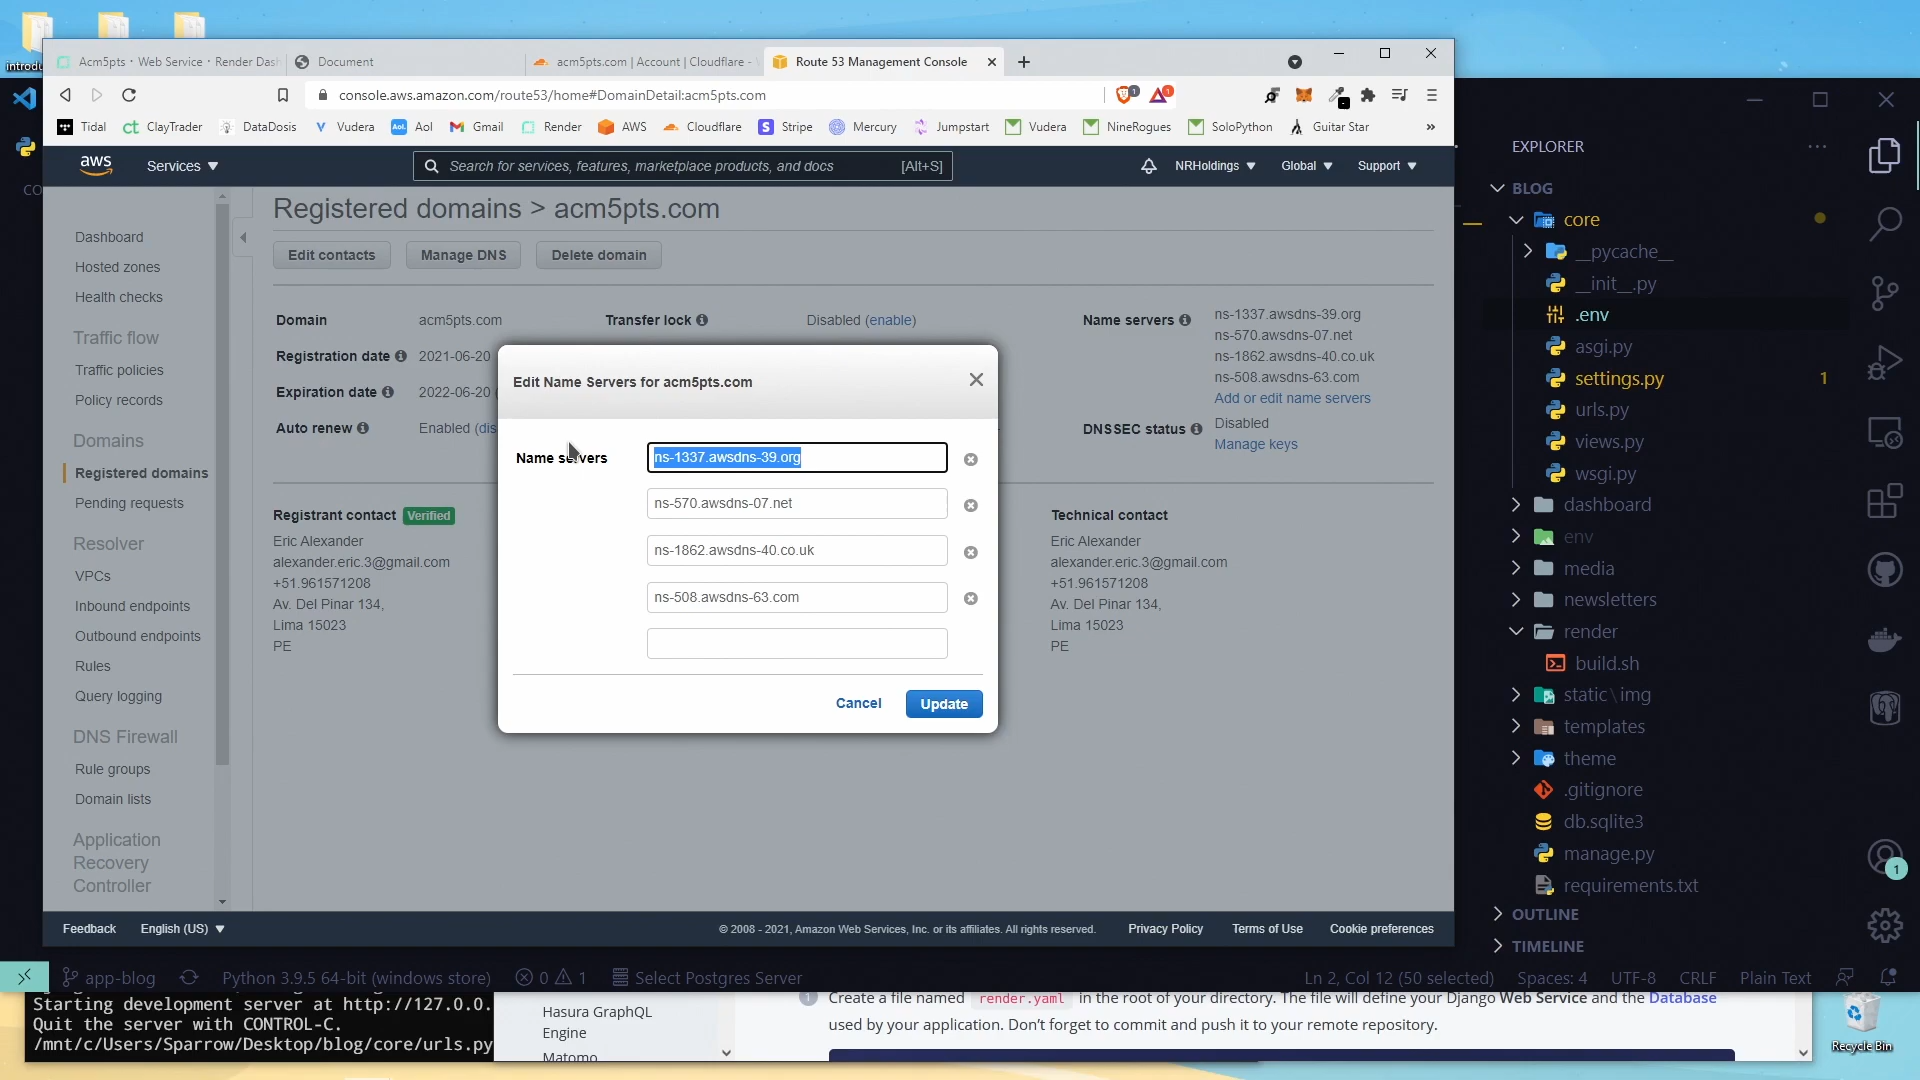 introdu
Acm5pts · Web Service · Render Dash
Document
acm5pts.com | Account | Cloudflare -
Route 53 Management Console
console.aws.amazon.com/route53/home#DomainDetail:acm5pts.com
1
1
Tidal
ClayTrader
DataDosis
Vudera
Aol
Gmail
Render
AWS
Cloudflare
Stripe
Mercury
Jumpstart
Vudera
NineRogues
SoloPython
Guitar Star
»
aws
Services
Search for services, features, marketplace products, and docs
[Alt+S]
NRHoldings
Global
Support
CO
Dashboard
Hosted zones
Health checks
Traffic flow
Traffic policies
Policy records
Domains
Registered domains
Pending requests
Resolver
VPCs
Inbound endpoints
Outbound endpoints
Rules
Query logging
DNS Firewall
Rule groups
Domain lists
Application
Recovery
Controller
Registered domains > acm5pts.com
Edit contacts
Manage DNS
Delete domain
Domain
acm5pts.com
Transfer lock
Disabled (enable)
Name servers
ns-1337.awsdns-39.org
ns-570.awsdns-07.net
ns-1862.awsdns-40.co.uk
ns-508.awsdns-63.com
Add or edit name servers
Registration date
2021-06-20
Expiration date
2022-06-20 (
Auto renew
Enabled (dis
DNSSEC status
Disabled
Manage keys
Registrant contact
Verified
Eric Alexander
alexander.eric.3@gmail.com
+51.961571208
Av. Del Pinar 134,
Lima 15023
PE
Technical contact
Eric Alexander
alexander.eric.3@gmail.com
+51.961571208
Av. Del Pinar 134,
Lima 15023
PE
Edit Name Servers for acm5pts.com
Name servers
ns-1337.awsdns-39.org
ns-570.awsdns-07.net
ns-1862.awsdns-40.co.uk
ns-508.awsdns-63.com
Cancel
Update
Feedback
English (US)
© 2008 - 2021, Amazon Web Services, Inc. or its affiliates. All rights reserved.
Privacy Policy
Terms of Use
Cookie preferences
EXPLORER
BLOG
core
__pycache__
__init__.py
.env
asgi.py
settings.py
1
urls.py
views.py
wsgi.py
dashboard
env
media
newsletters
render
build.sh
static\img
templates
theme
.gitignore
db.sqlite3
manage.py
requirements.txt
OUTLINE
TIMELINE
1
app-blog
Python 3.9.5 64-bit (windows store)
0
1
Select Postgres Server
Ln 2, Col 12 (50 selected)
Spaces: 4
UTF-8
CRLF
Plain Text
Starting development server at http://127.0.0.
Quit the server with CONTROL-C.
/mnt/c/Users/Sparrow/Desktop/blog/core/urls.py
Hasura GraphQL
Engine
Matomo
1
Create a file named render.yaml in the root of your directory. The file will define your Django Web Service and the Database
used by your application. Don't forget to commit and push it to your remote repository.
Recycle Bin